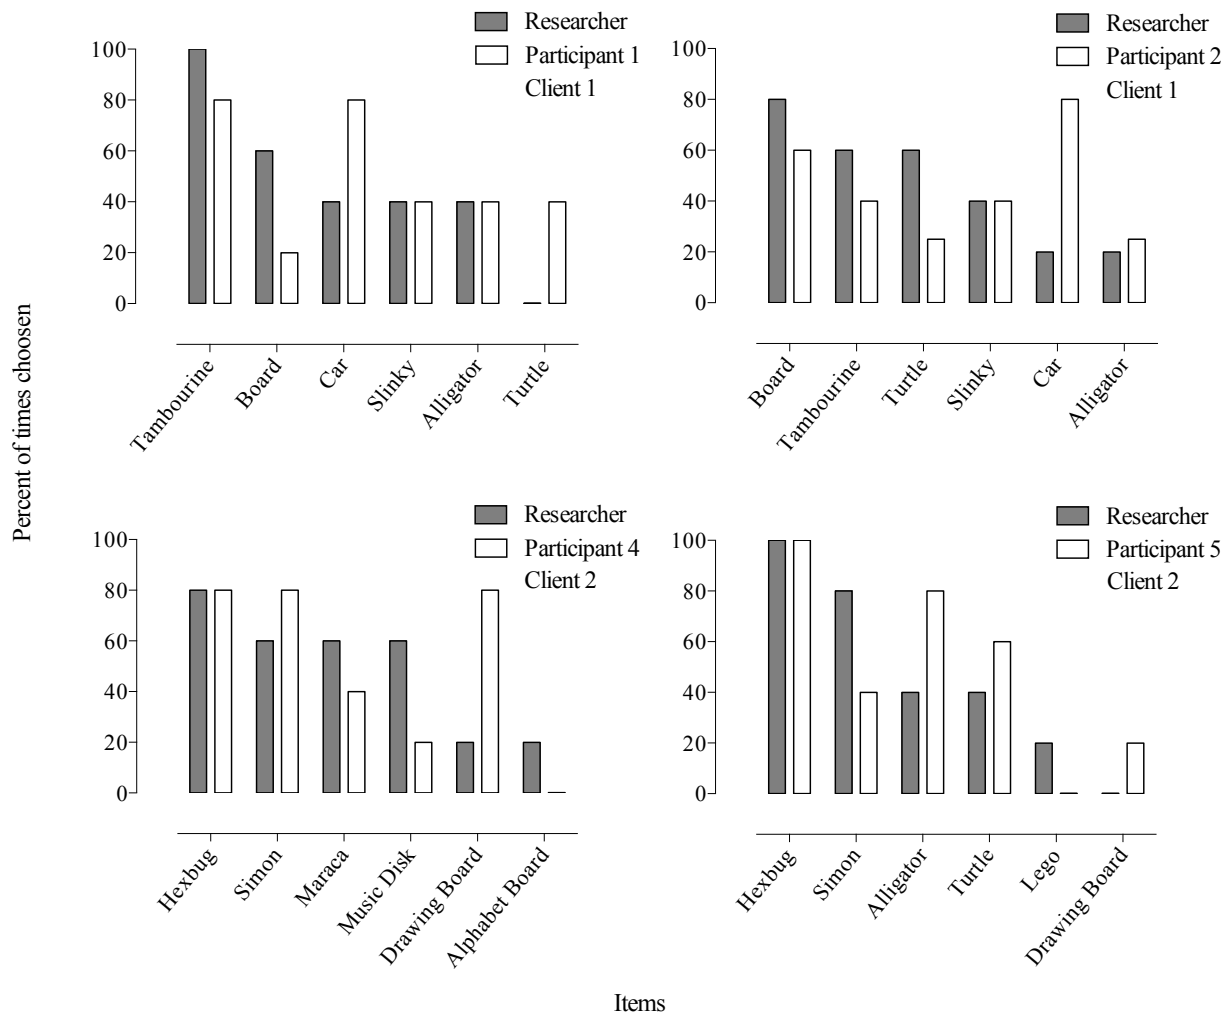 Researcher
Participant 1
Client 1
100
80
60
40
20
0
Tambourine
Board
Car
Slinky
Alligator
Turtle
Researcher
Participant 2
Client 1
100
80
60
40
20
0
Board
Tambourine
Turtle
Slinky
Car
Alligator
Percent of times choosen
Researcher
Participant 4
Client 2
100
80
60
40
20
0
Hexbug
Simon
Maraca
Music Disk
Drawing Board
Alphabet Board
Researcher
Participant 5
Client 2
100
80
60
40
20
0
Hexbug
Simon
Alligator
Turtle
Lego
Drawing Board
Items